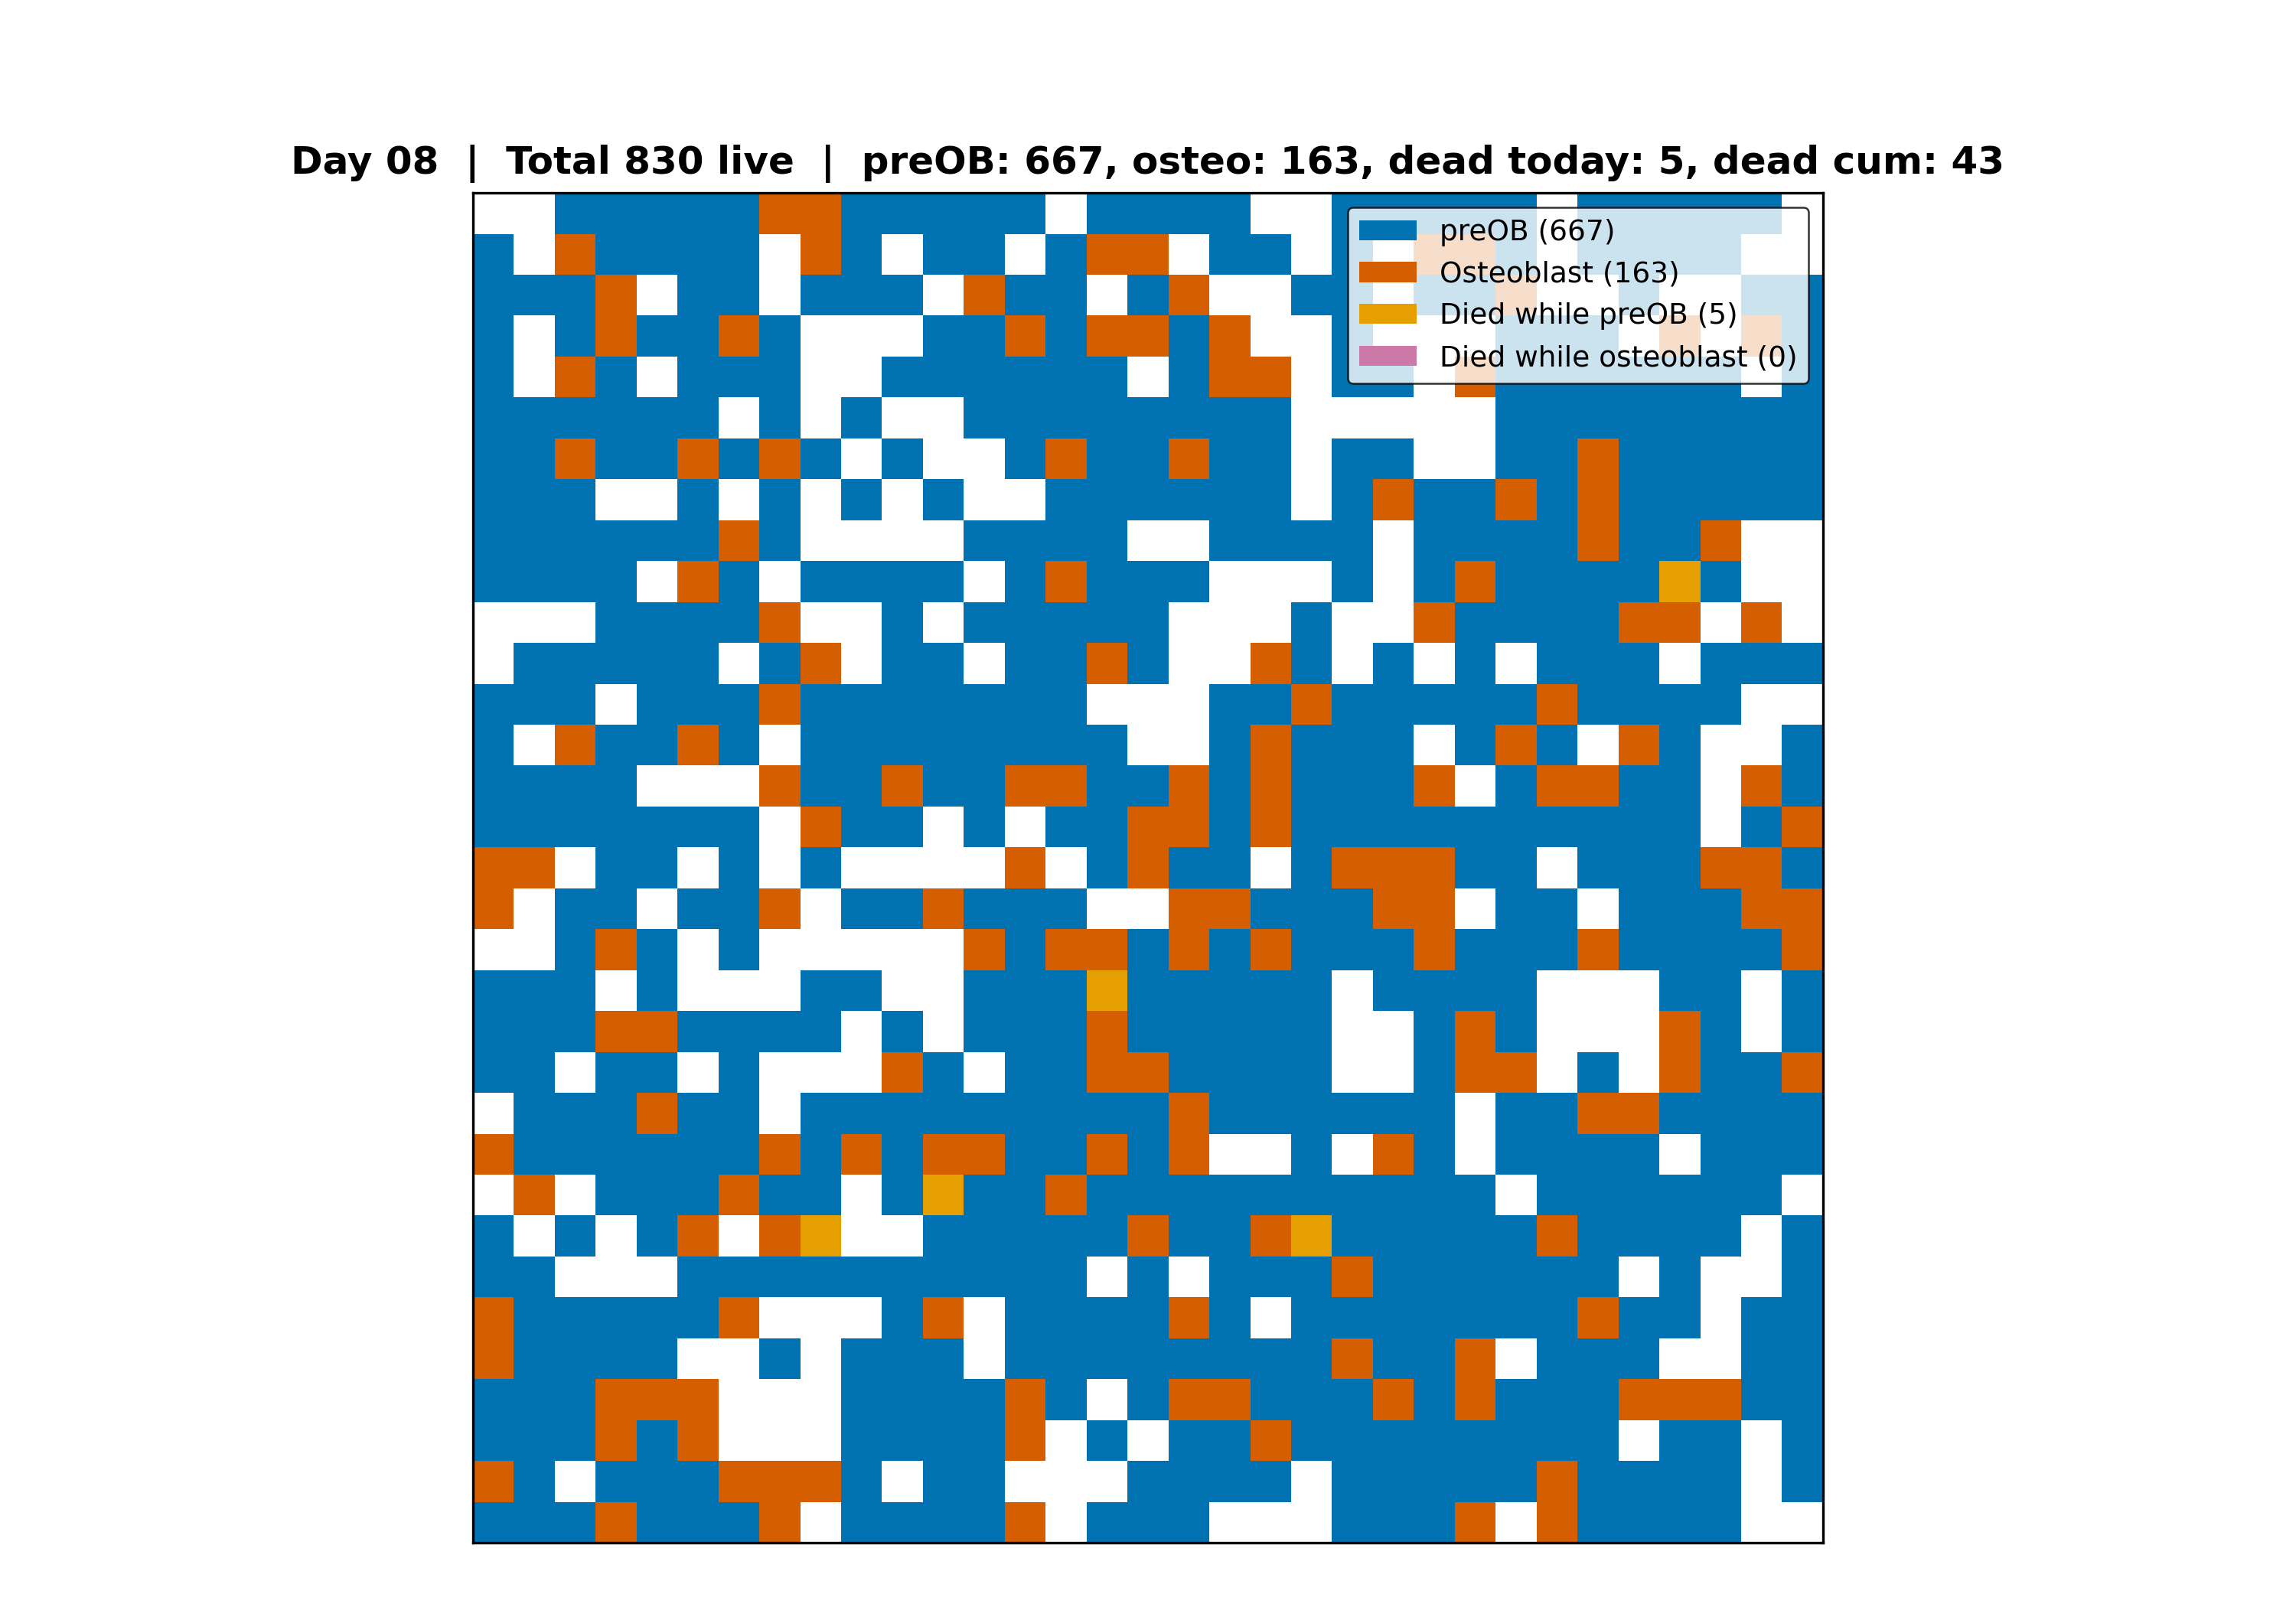 Day 08 | Total 830 live | preOB: 667, osteo: 163, dead today: 5, dead cum: 43
preOB (667)
Osteoblast (163)
Died while preOB (5)
Died while osteoblast (0)